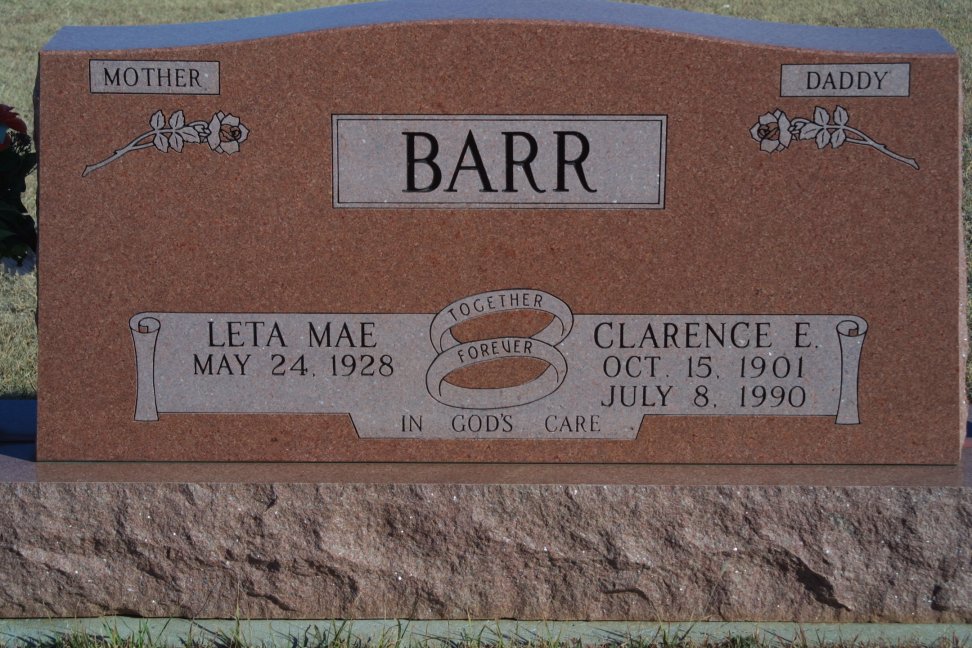 MOTHER
DADDY
BARR
TOGETHER
FOREVER
LETA MAE
MAY 24, 1928
CLARENCE E.
OCT. 15, 1901
JULY 8, 1990
IN GOD'S CARE